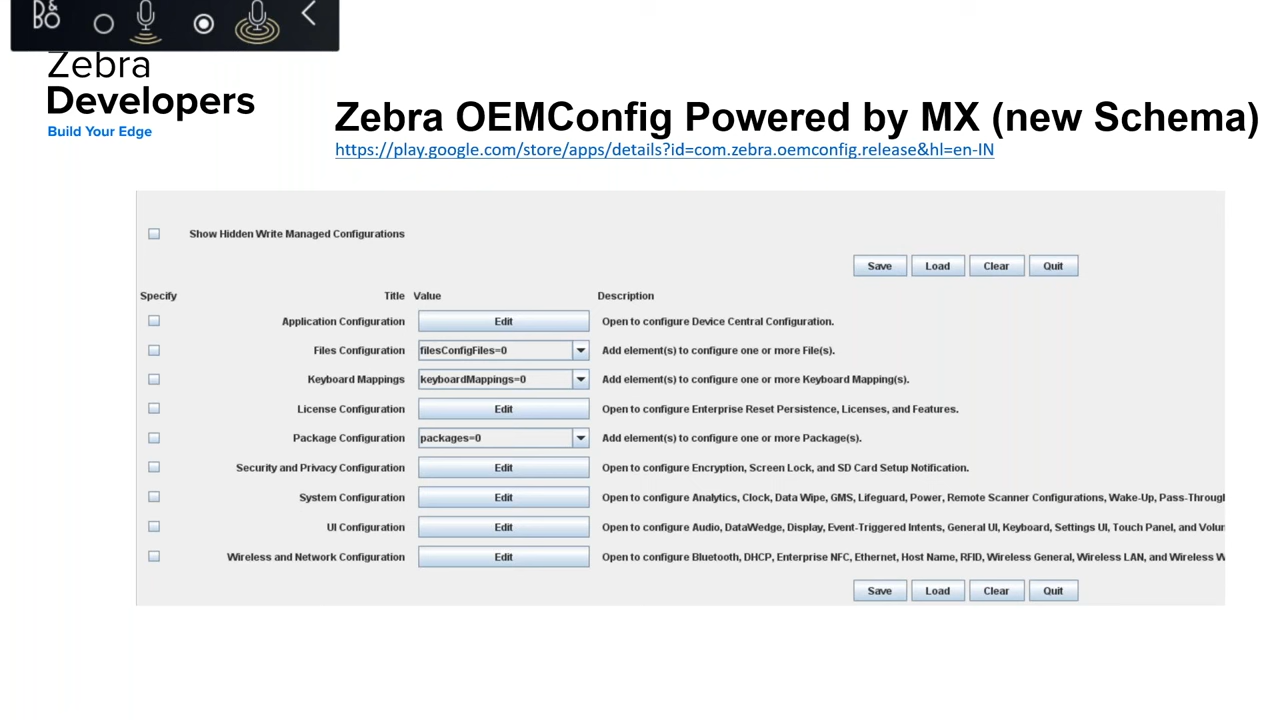 B&O
Zebra
Developers
Build Your Edge
Zebra OEMConfig Powered by MX (new Schema)
https://play.google.com/store/apps/details?id=com.zebra.oemconfig.release&hl=en-IN
Show Hidden Write Managed Configurations
Save Load Clear Quit
Specify Title Value Description
Application Configuration Edit Open to configure Device Central Configuration.
Files Configuration filesConfigFiles=0 Add element(s) to configure one or more File(s).
Keyboard Mappings keyboardMappings=0 Add element(s) to configure one or more Keyboard Mapping(s).
License Configuration Edit Open to configure Enterprise Reset Persistence, Licenses, and Features.
Package Configuration packages=0 Add element(s) to configure one or more Package(s).
Security and Privacy Configuration Edit Open to configure Encryption, Screen Lock, and SD Card Setup Notification.
System Configuration Edit Open to configure Analytics, Clock, Data Wipe, GMS, Lifeguard, Power, Remote Scanner Configurations, Wake-Up, Pass-Througl
UI Configuration Edit Open to configure Audio, DataWedge, Display, Event-Triggered Intents, General UI, Keyboard, Settings UI, Touch Panel, and Volur
Wireless and Network Configuration Edit Open to configure Bluetooth, DHCP, Enterprise NFC, Ethernet, Host Name, RFID, Wireless General, Wireless LAN, and Wireless W
Save Load Clear Quit